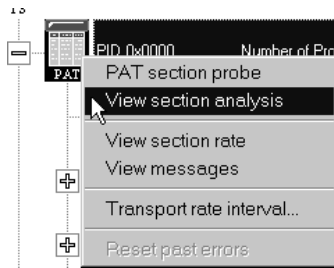 PID 0x0000 Number of Pro
PAT
PAT section probe
View section analysis
View section rate
View messages
Transport rate interval...
Reset past errors